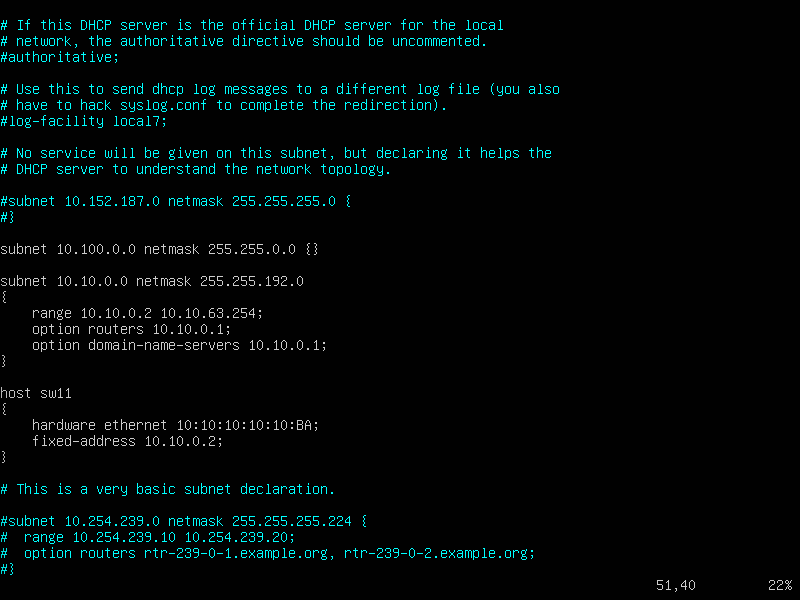 # If this DHCP server is the official DHCP server for the local
# network, the authoritative directive should be uncommented.
#authoritative;
# Use this to send dhcp log messages to a different log file (you also
# have to hack syslog.conf to complete the redirection).
#log-facility local7;
# No service will be given on this subnet, but declaring it helps the
# DHCP server to understand the network topology.
#subnet 10.152.187.0 netmask 255.255.255.0 {
#}
subnet 10.100.0.0 netmask 255.255.0.0 {}
subnet 10.10.0.0 netmask 255.255.192.0
{
    range 10.10.0.2 10.10.63.254;
    option routers 10.10.0.1;
    option domain-name-servers 10.10.0.1;
}
host sw11
{
    hardware ethernet 10:10:10:10:10:BA;
    fixed-address 10.10.0.2;
}
# This is a very basic subnet declaration.
#subnet 10.254.239.0 netmask 255.255.255.224 {
#  range 10.254.239.10 10.254.239.20;
#  option routers rtr-239-0-1.example.org, rtr-239-0-2.example.org;
#}
51,40 22%